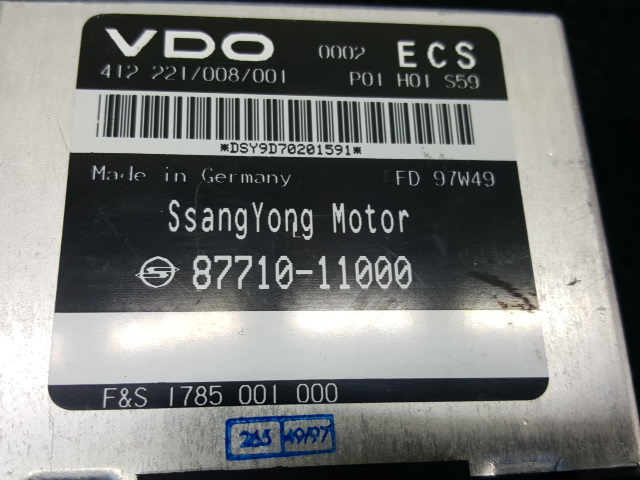 VDO 0002 ECS
412 221/008/001 P01 H01 S59
*DSY9D70201591*
Made in Germany FD 97W49
SsangYong Motor
87710-11000
F&S 1785 001 000
49/97